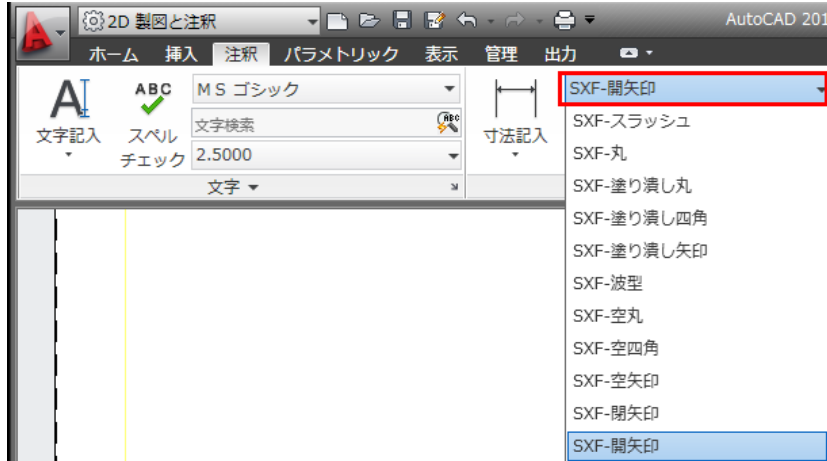 2D 製図と注釈
AutoCAD 201
ホーム 挿入 注釈 パラメトリック 表示 管理 出力
A
文字記入
ABC
スペル
チェック
ＭＳ ゴシック
文字検索
ABC
2.5000
文字
寸法記入
SXF-開矢印
SXF-スラッシュ
SXF-丸
SXF-塗り潰し丸
SXF-塗り潰し四角
SXF-塗り潰し矢印
SXF-波型
SXF-空丸
SXF-空四角
SXF-空矢印
SXF-閉矢印
SXF-開矢印